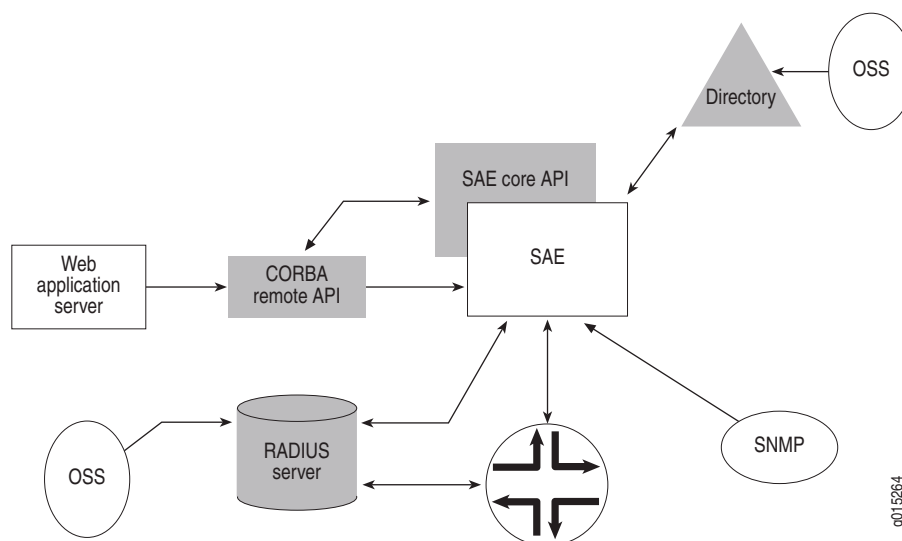 OSS
Directory
SAE core API
SAE
Web
application
server
CORBA
remote API
RADIUS
server
OSS
SNMP
g015264